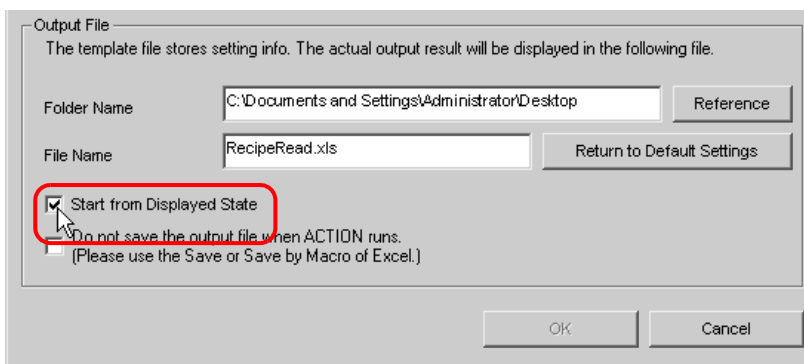 Output File
The template file stores setting info. The actual output result will be displayed in the following file.
Folder Name
C:\Documents and Settings\Administrator\Desktop
Reference
File Name
RecipeRead.xls
Return to Default Settings
Start from Displayed State
Do not save the output file when ACTION runs.
(Please use the Save or Save by Macro of Excel.)
OK
Cancel